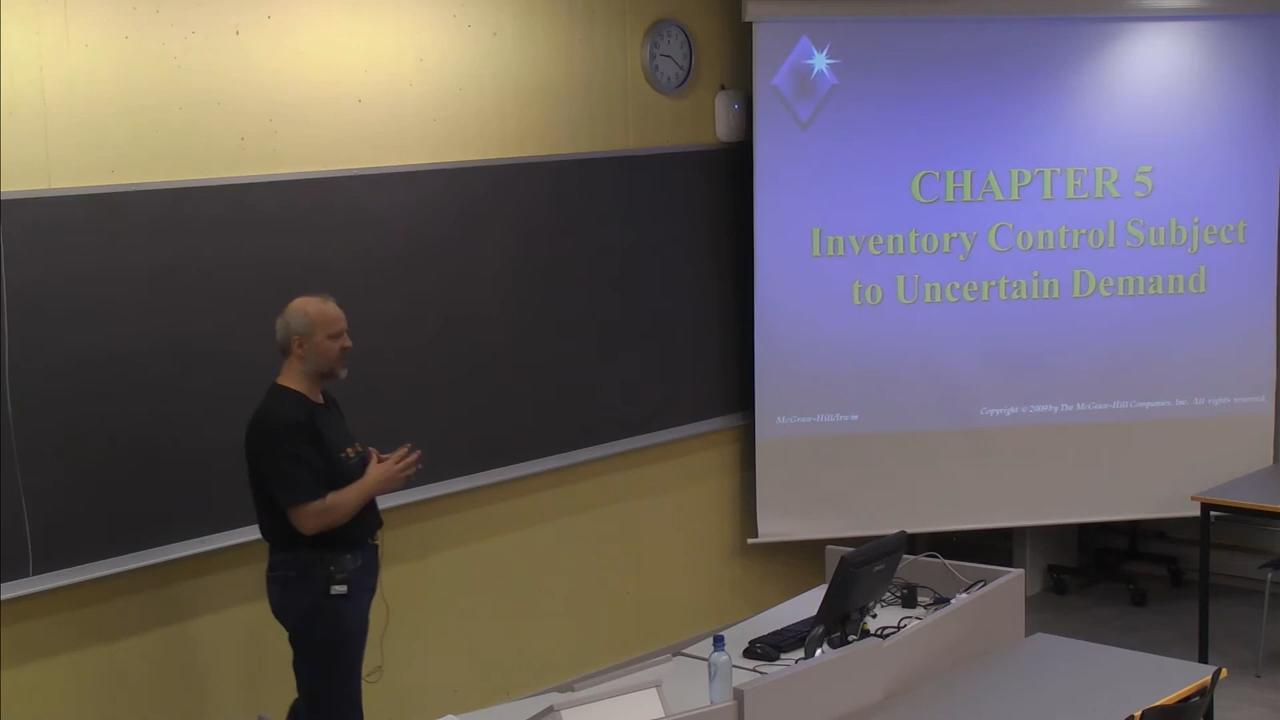 CHAPTER 5
Inventory Control Subject
to Uncertain Demand
McGraw-Hill/Irwin
Copyright © 2009 by The McGraw-Hill Companies, Inc. All rights reserved.